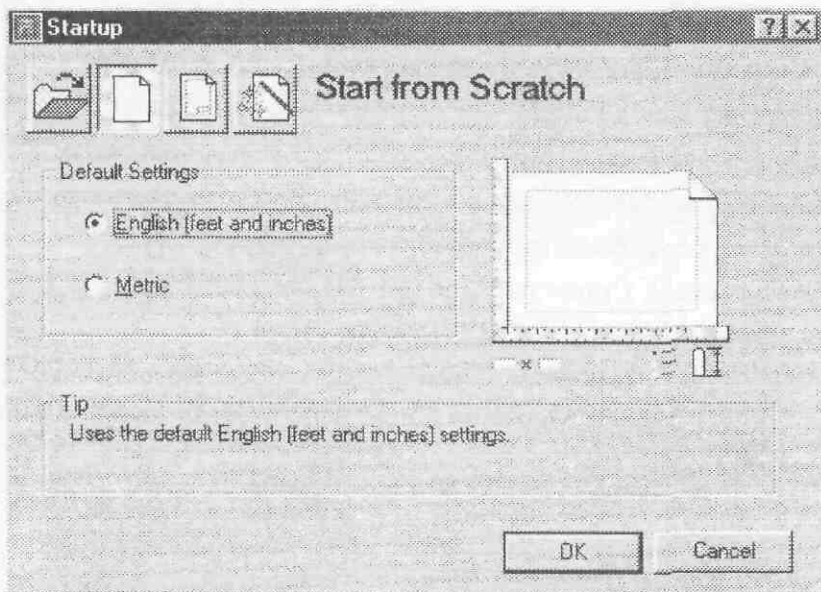 Startup
Start from Scratch
Default Settings
English (feet and inches)
Metric
Tip
Uses the default English (feet and inches) settings.
OK
Cancel